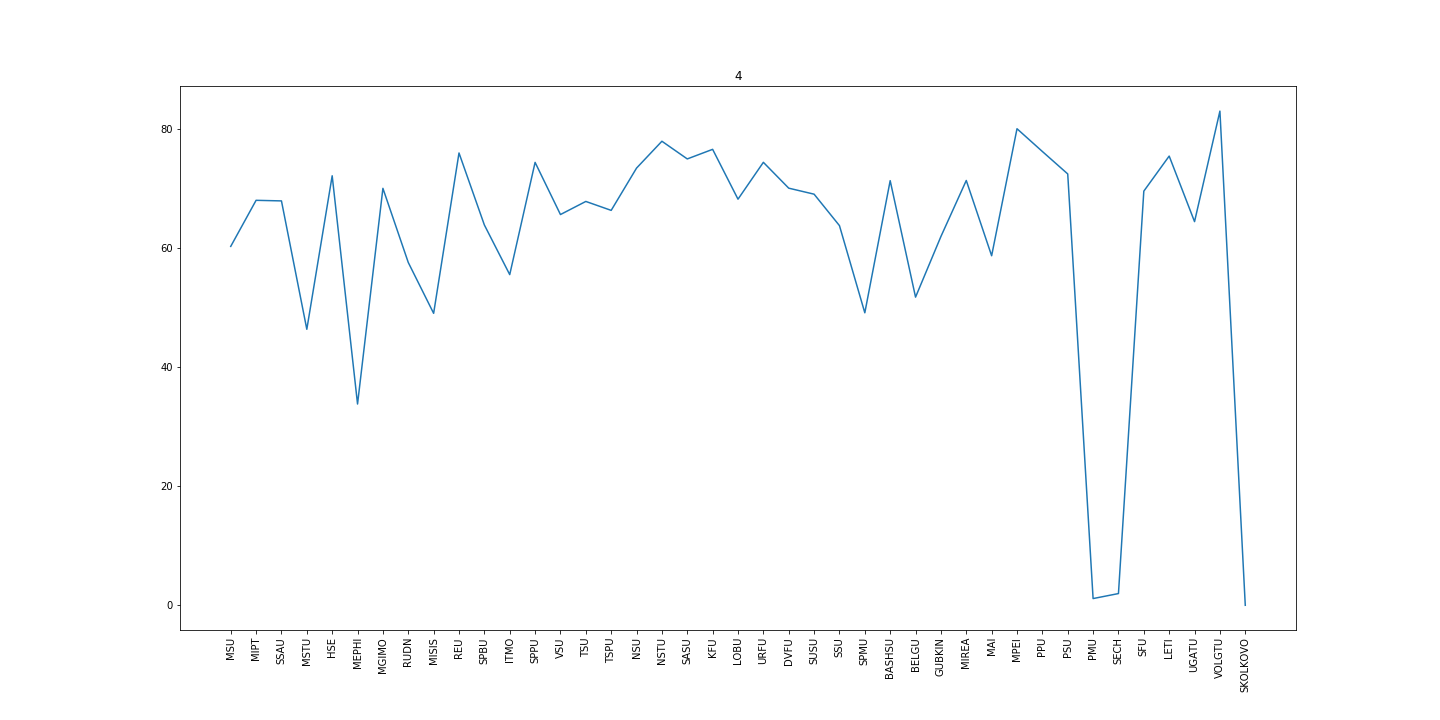 4
80
60
40
20
0
MSU
MIPT
SSAU
MSTU
HSE
MEPHI
MGIMO
RUDN
MISIS
REU
SPBU
ITMO
SPPU
VSU
TSU
TSPU
NSU
NSTU
SASU
KFU
LOBU
URFU
DVFU
SUSU
SSU
SPMU
BASHSU
BELGU
GUBKIN
MIREA
MAI
MPEI
PPU
PSU
PMU
SECH
SFU
LETI
UGATU
VOLGTU
SKOLKOVO